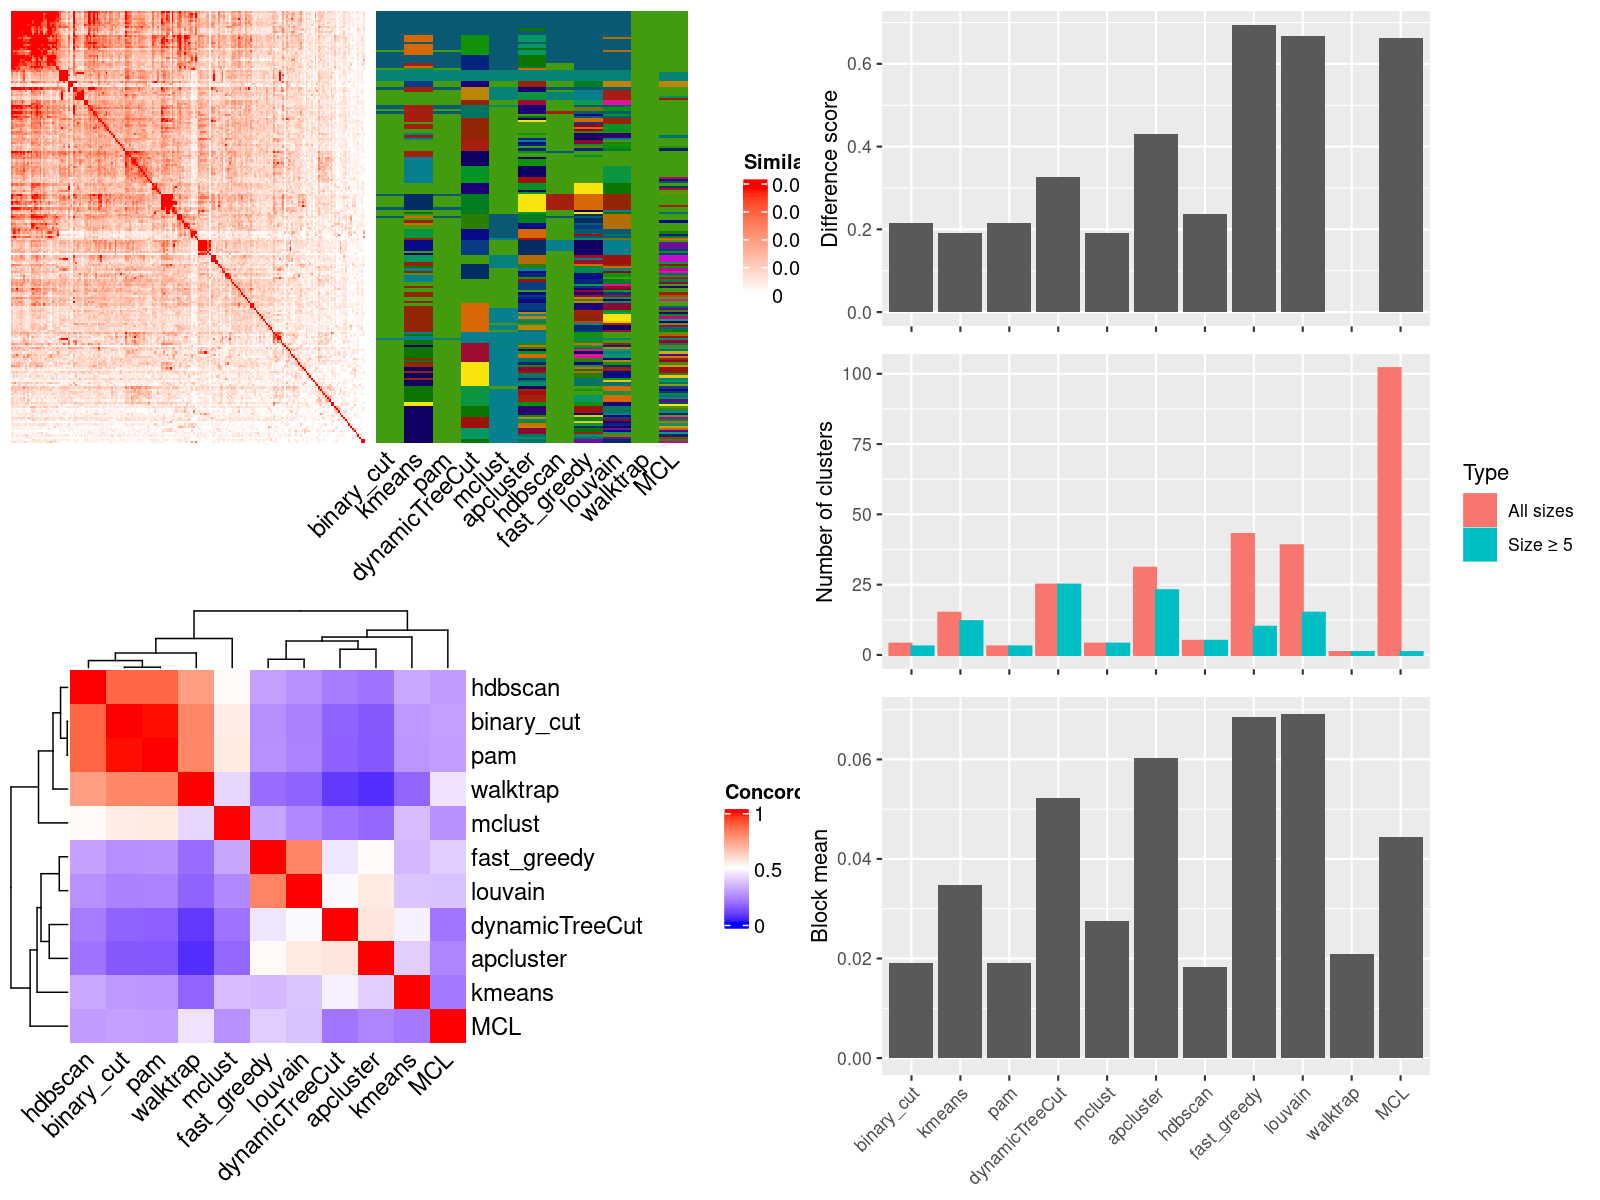 Simila
0.0
0.0
0.0
0.0
0
binary_cut
kmeans
pam
dynamicTreeCut
mclust
apcluster
hdbscan
fast_greedy
louvain
walktrap
MCL
hdbscan
binary_cut
pam
walktrap
mclust
fast_greedy
louvain
dynamicTreeCut
apcluster
kmeans
MCL
hdbscan
binary_cut
pam
walktrap
mclust
fast_greedy
louvain
dynamicTreeCut
apcluster
kmeans
MCL
Concord
1
0.5
0
Difference score
0.6
0.4
0.2
0.0
Number of clusters
100
75
50
25
0
Type
All sizes
Size ≥ 5
Block mean
0.06
0.04
0.02
0.00
binary_cut
kmeans
pam
dynamicTreeCut
mclust
apcluster
hdbscan
fast_greedy
louvain
walktrap
MCL